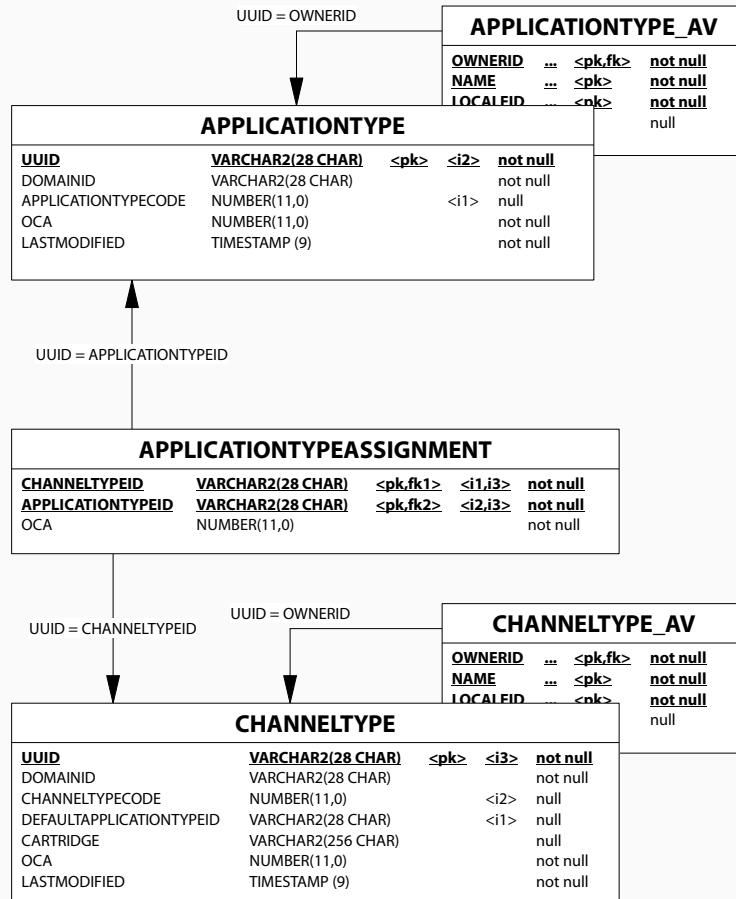 UUID = OWNERID
APPLICATIONTYPE_AV
OWNERID ... <pk,fk> not null
NAME ... <pk> not null
LOCALEID ... <pk> not null
null
APPLICATIONTYPE
UUID VARCHAR2(28 CHAR) <pk> <i2> not null
DOMAINID VARCHAR2(28 CHAR) not null
APPLICATIONTYPECODE NUMBER(11,0) <i1> null
OCA NUMBER(11,0) not null
LASTMODIFIED TIMESTAMP (9) not null
UUID = APPLICATIONTYPEID
APPLICATIONTYPEASSIGNMENT
CHANNELTYPEID VARCHAR2(28 CHAR) <pk,fk1> <i1,i3> not null
APPLICATIONTYPEID VARCHAR2(28 CHAR) <pk,fk2> <i2,i3> not null
OCA NUMBER(11,0) not null
UUID = CHANNELTYPEID
UUID = OWNERID
CHANNELTYPE_AV
OWNERID ... <pk,fk> not null
NAME ... <pk> not null
LOCALEID ... <pk> not null
null
CHANNELTYPE
UUID VARCHAR2(28 CHAR) <pk> <i3> not null
DOMAINID VARCHAR2(28 CHAR) not null
CHANNELTYPECODE NUMBER(11,0) <i2> null
DEFAULTAPPLICATIONTYPEID VARCHAR2(28 CHAR) <i1> null
CARTRIDGE VARCHAR2(256 CHAR) null
OCA NUMBER(11,0) not null
LASTMODIFIED TIMESTAMP (9) not null